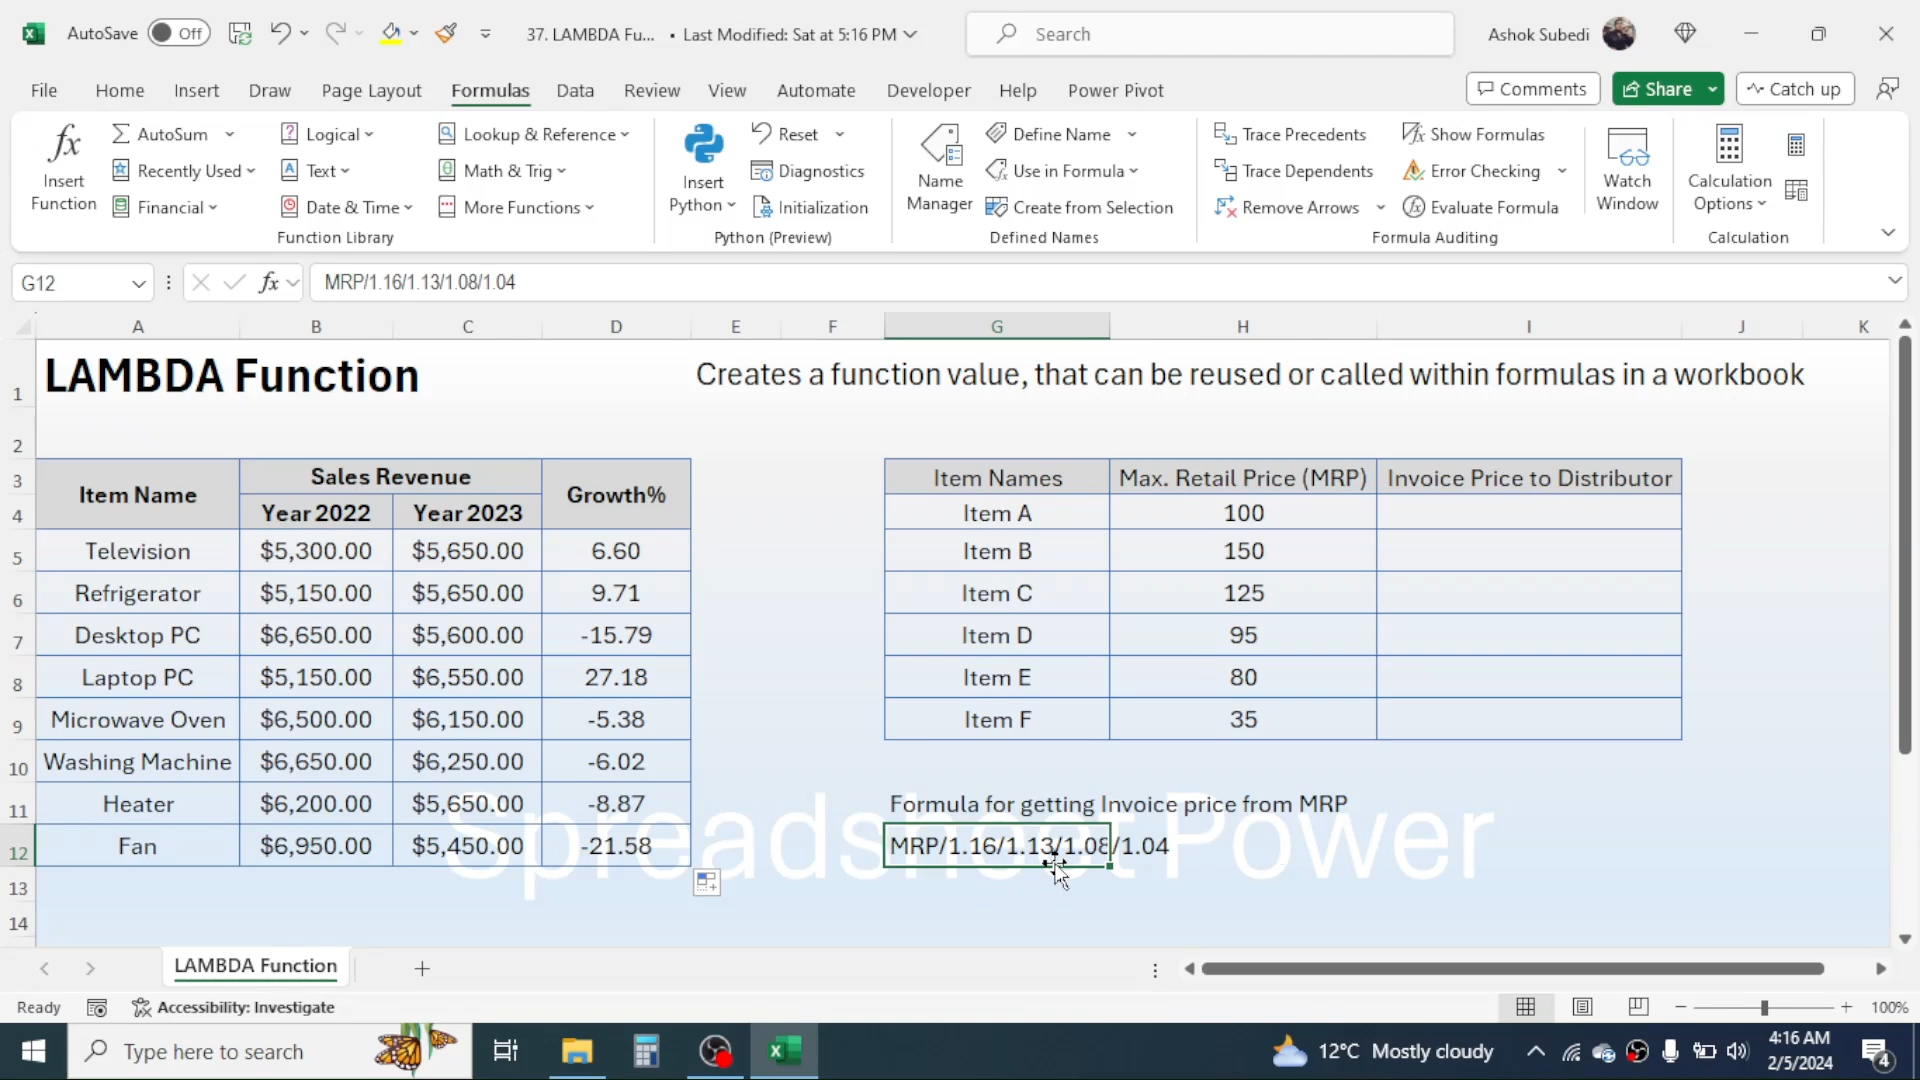 AutoSave Off 37. LAMBDA Fu... • Last Modified: Sat at 5:16 PM Search Ashok Subedi
File Home Insert Draw Page Layout Formulas Data Review View Automate Developer Help Power Pivot Comments Share Catch up
Insert Function
AutoSum
Recently Used
Financial
Logical
Text
Date & Time
Lookup & Reference
Math & Trig
More Functions
Function Library
Insert Python
Reset
Diagnostics
Initialization
Python (Preview)
Name Manager
Define Name
Use in Formula
Create from Selection
Defined Names
Trace Precedents
Trace Dependents
Remove Arrows
Show Formulas
Error Checking
Evaluate Formula
Formula Auditing
Watch Window
Calculation Options
Calculation
G12 fx MRP/1.16/1.13/1.08/1.04
A B C D E F G H I J K
1 LAMBDA Function Creates a function value, that can be reused or called within formulas in a workbook
2
3 Item Name Sales Revenue Growth% Item Names Max. Retail Price (MRP) Invoice Price to Distributor
4 Year 2022 Year 2023 Item A 100
5 Television $5,300.00 $5,650.00 6.60 Item B 150
6 Refrigerator $5,150.00 $5,650.00 9.71 Item C 125
7 Desktop PC $6,650.00 $5,600.00 -15.79 Item D 95
8 Laptop PC $5,150.00 $6,550.00 27.18 Item E 80
9 Microwave Oven $6,500.00 $6,150.00 -5.38 Item F 35
10 Washing Machine $6,650.00 $6,250.00 -6.02
11 Heater $6,200.00 $5,650.00 -8.87 Formula for getting Invoice price from MRP
12 Fan $6,950.00 $5,450.00 -21.58 MRP/1.16/1.13/1.08/1.04
Spreadsheet Power
13
14
LAMBDA Function
Ready Accessibility: Investigate 100%
Type here to search 12°C Mostly cloudy 4:16 AM
2/5/2024 4